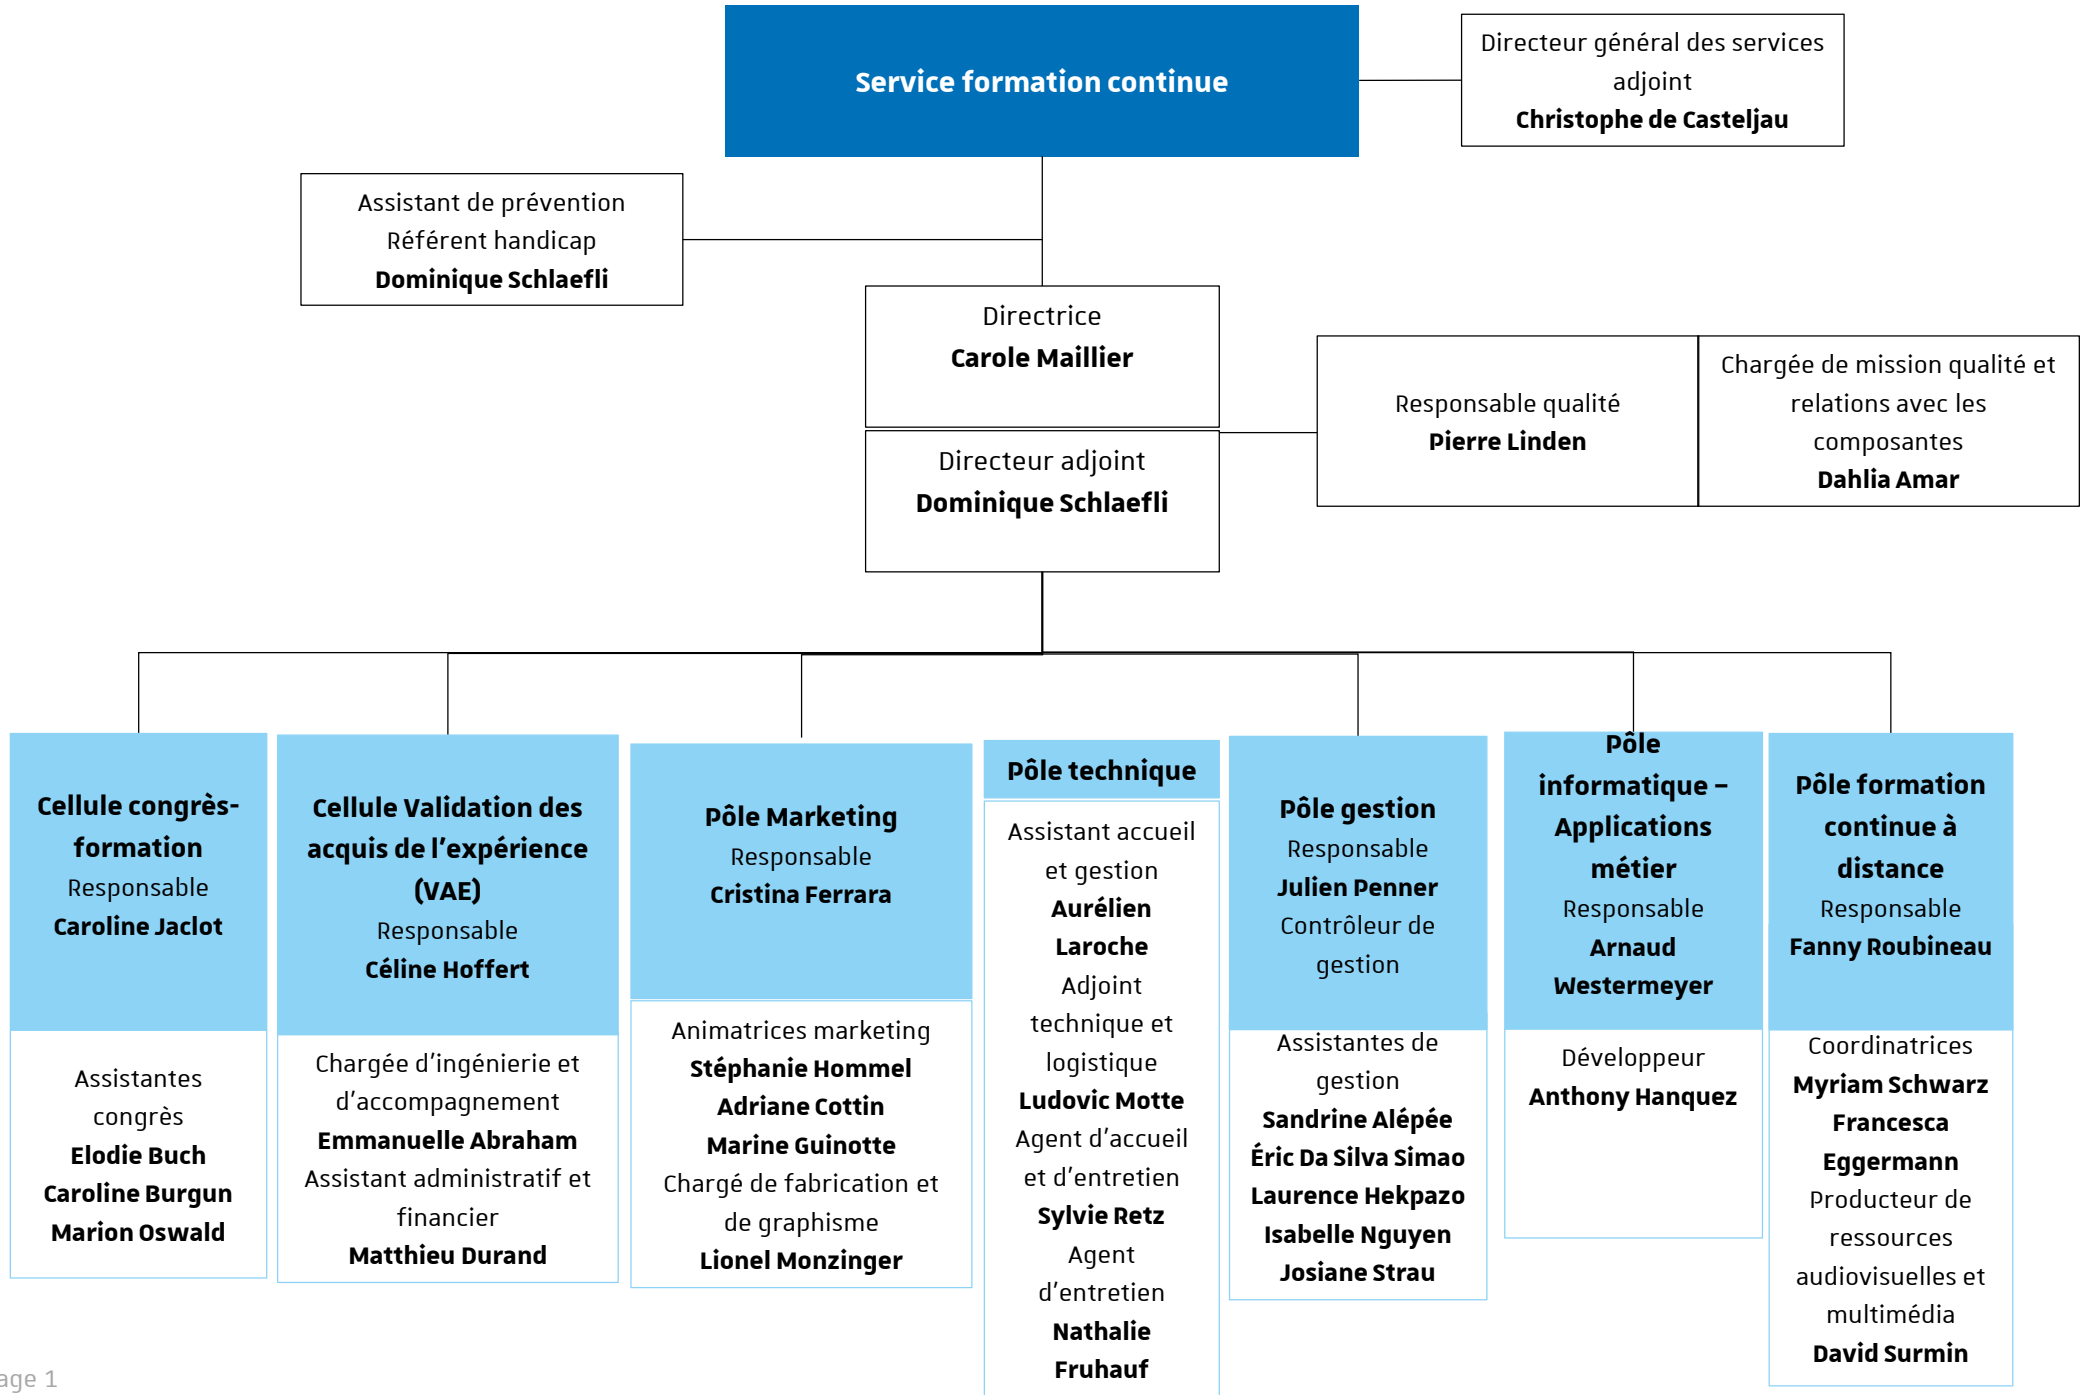 Service formation continue
Directeur général des services
adjoint
Christophe de Casteljau
Assistant de prévention
Référent handicap
Dominique Schlaefli
Directrice
Carole Maillier
Directeur adjoint
Dominique Schlaefli
Responsable qualité
Pierre Linden
Chargée de mission qualité et
relations avec les
composantes
Dahlia Amar
Cellule congrès-
formation
Responsable
Caroline Jaclot
Assistantes
congrès
Elodie Buch
Caroline Burgun
Marion Oswald
Cellule Validation des
acquis de l'expérience
(VAE)
Responsable
Céline Hoffert
Chargée d'ingénierie et
d'accompagnement
Emmanuelle Abraham
Assistant administratif et
financier
Matthieu Durand
Pôle Marketing
Responsable
Cristina Ferrara
Animatrices marketing
Stéphanie Hommel
Adriane Cottin
Marine Guinotte
Chargé de fabrication et
de graphisme
Lionel Monzinger
Pôle technique
Assistant accueil
et gestion
Aurélien
Laroche
Adjoint
technique et
logistique
Ludovic Motte
Agent d'accueil
et d'entretien
Sylvie Retz
Agent
d'entretien
Nathalie
Fruhauf
Pôle gestion
Responsable
Julien Penner
Contrôleur de
gestion
Assistantes de
gestion
Sandrine Alépée
Éric Da Silva Simao
Laurence Hekpazo
Isabelle Nguyen
Josiane Strau
Pôle
informatique –
Applications
métier
Responsable
Arnaud
Westermeyer
Développeur
Anthony Hanquez
Pôle formation
continue à
distance
Responsable
Fanny Roubineau
Coordinatrices
Myriam Schwarz
Francesca
Eggermann
Producteur de
ressources
audiovisuelles et
multimédia
David Surmin
age 1